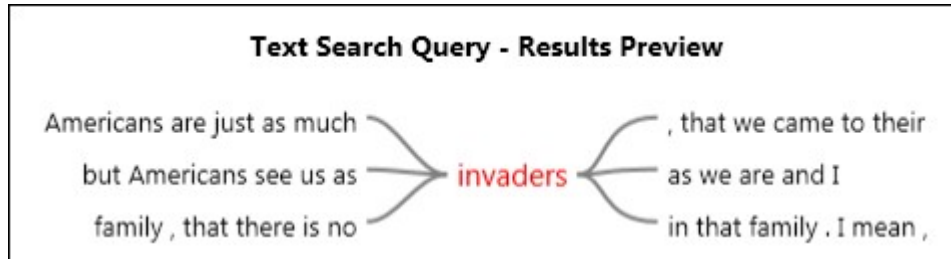 Text Search Query - Results Preview
Americans are just as much
but Americans see us as
family , that there is no
invaders
, that we came to their
as we are and I
in that family . I mean ,